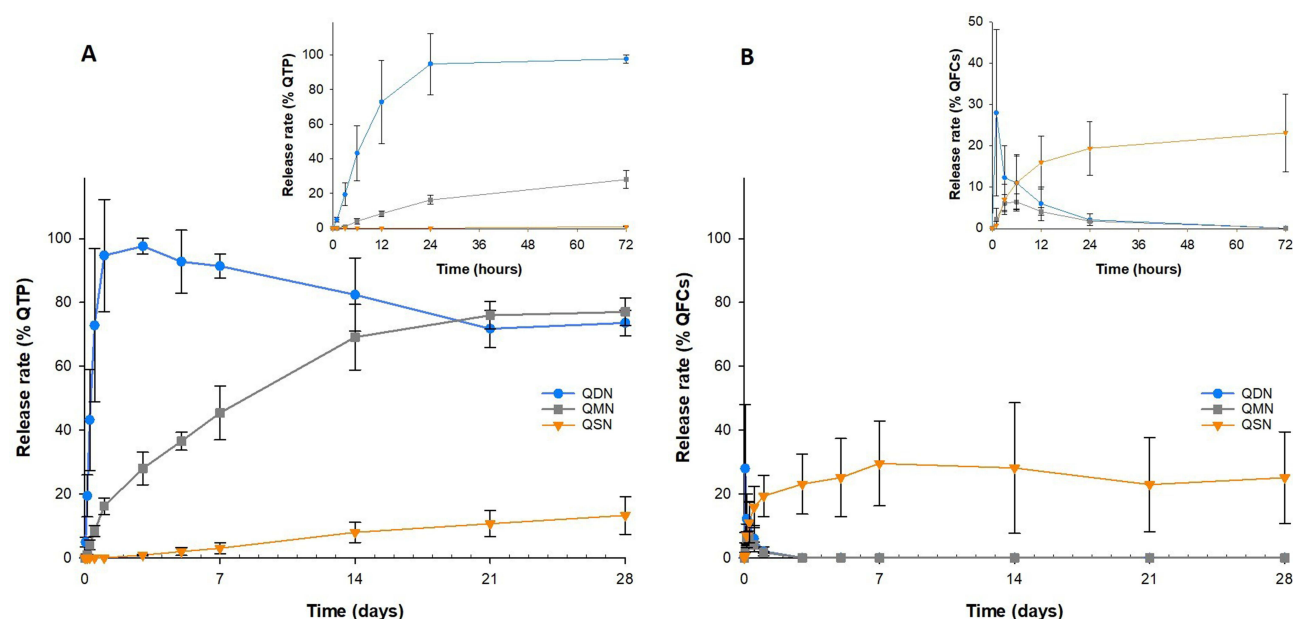 A
Release rate (% QTP)
100
80
60
40
20
0
0 12 24 36 48 60 72
Time (hours)
Release rate (% QTP)
100
80
60
40
20
0
0 7 14 21 28
Time (days)
QDN
QMN
QSN
B
Release rate (% QFCs)
50
40
30
20
10
0
0 12 24 36 48 60 72
Time (hours)
Release rate (% QFCs)
100
80
60
40
20
0
0 7 14 21 28
Time (days)
QDN
QMN
QSN